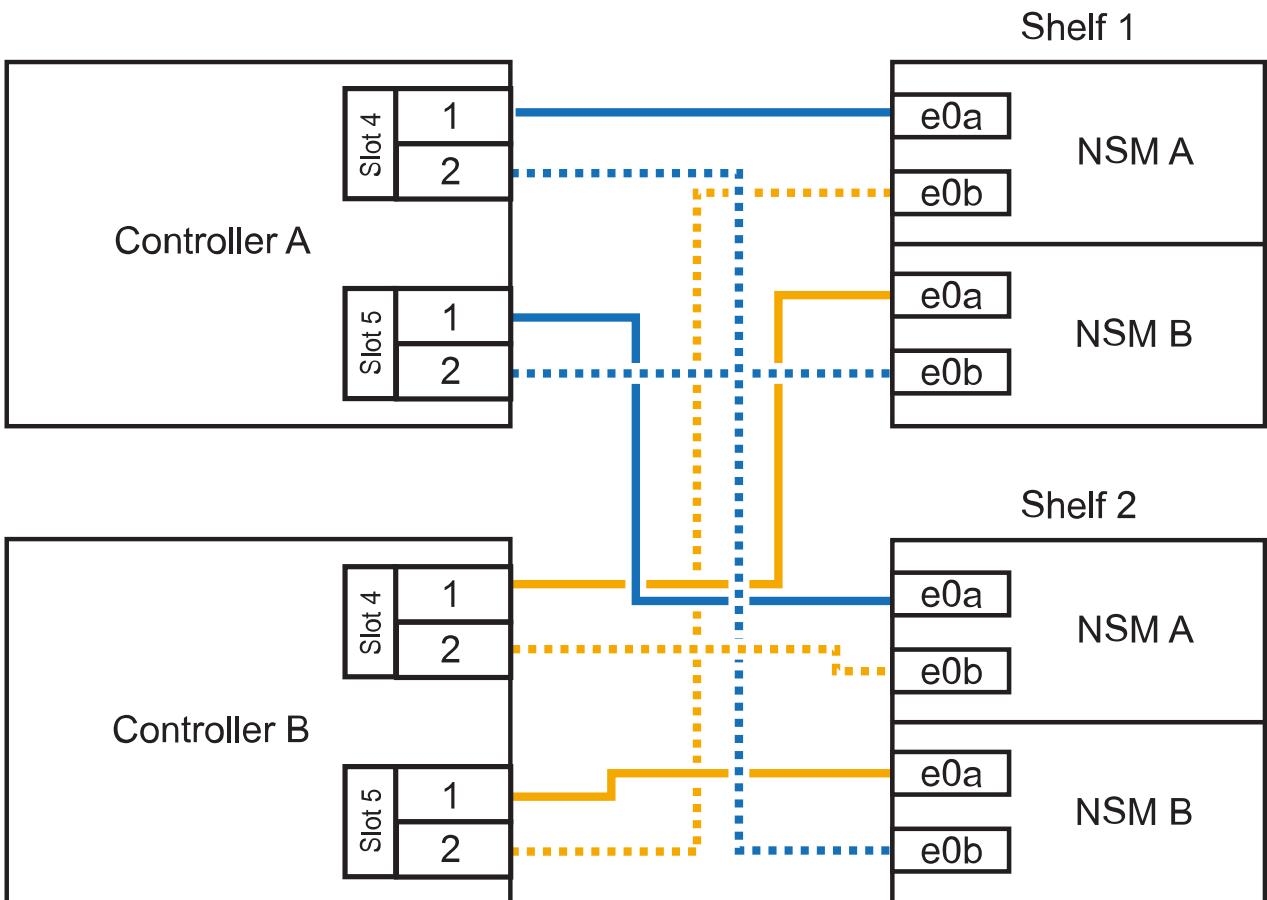 Shelf 1
Controller A
Slot 4
1
2
Slot 5
1
2
e0a
e0b
NSM A
e0a
e0b
NSM B
Shelf 2
Controller B
Slot 4
1
2
Slot 5
1
2
e0a
e0b
NSM A
e0a
e0b
NSM B